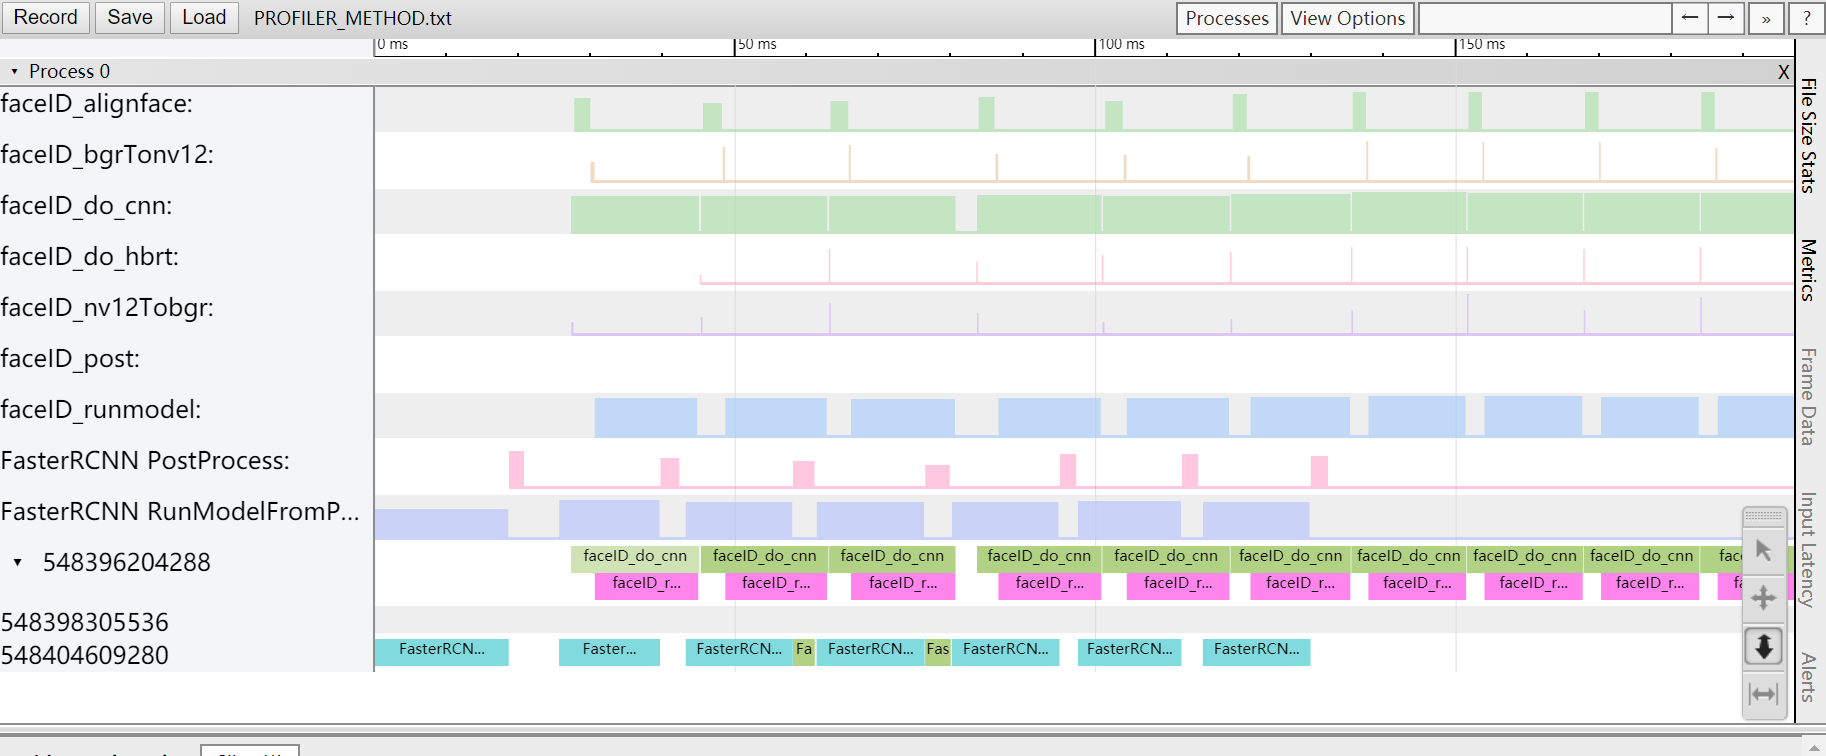 Record Save Load PROFILER_METHOD.txt Processes View Options ← → » ?
0 ms 50 ms 100 ms 150 ms
▾ Process 0 X
faceID_alignface:
faceID_bgrTonv12:
faceID_do_cnn:
faceID_do_hbrt:
faceID_nv12Tobgr:
faceID_post:
faceID_runmodel:
FasterRCNN PostProcess:
FasterRCNN RunModelFromP...
▾ 548396204288 faceID_do_cnn faceID_do_cnn faceID_do_cnn faceID_do_cnn faceID_do_cnn faceID_do_cnn faceID_do_cnn faceID_do_cnn faceID_do_cnn
faceID_r... faceID_r... faceID_r... faceID_r... faceID_r... faceID_r... faceID_r... faceID_r... faceID_r...
548398305536
548404609280 FasterRCN... Faster... FasterRCN... Fa FasterRCN... Fas FasterRCN... FasterRCN... FasterRCN...
File Size Stats
Metrics
Frame Data
Input Latency
Alerts